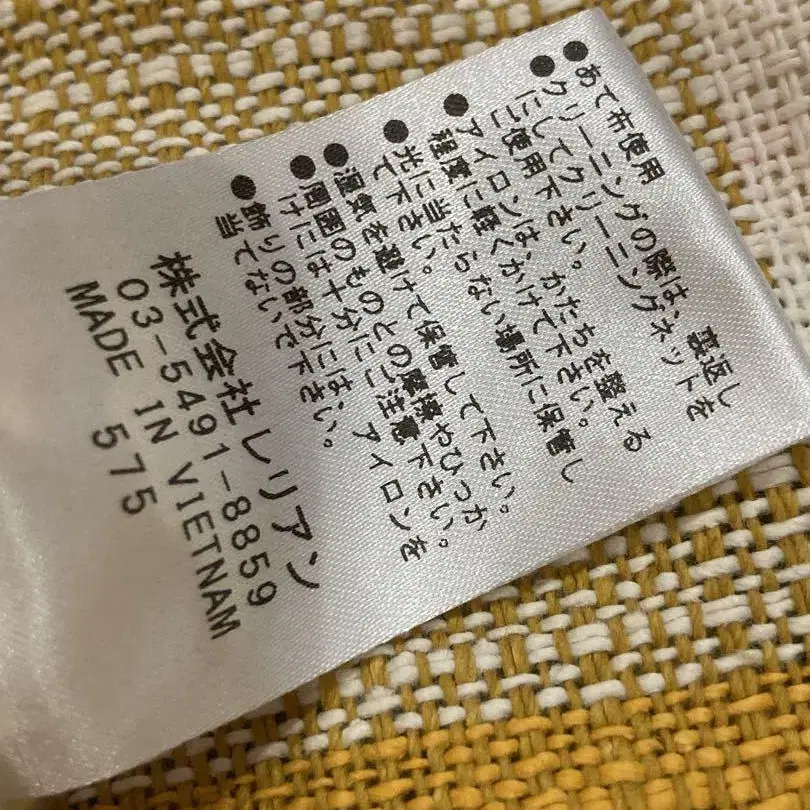 ●あて布使用
●クリーニングの際は、裏返し
にしてクリーニングネットを
ご使用下さい。
●アイロンは、かたちを整える
程度に軽くかけて下さい。
●光に当たらない場所に保管し
て下さい。
●湿気を避けて保管して下さい。
●周囲のものとの摩擦やひっか
けには十分にご注意下さい。
●飾りの部分には、アイロンを
当てないで下さい。
株式会社レリアン
03-5491-8859
MADE IN VIETNAM
575